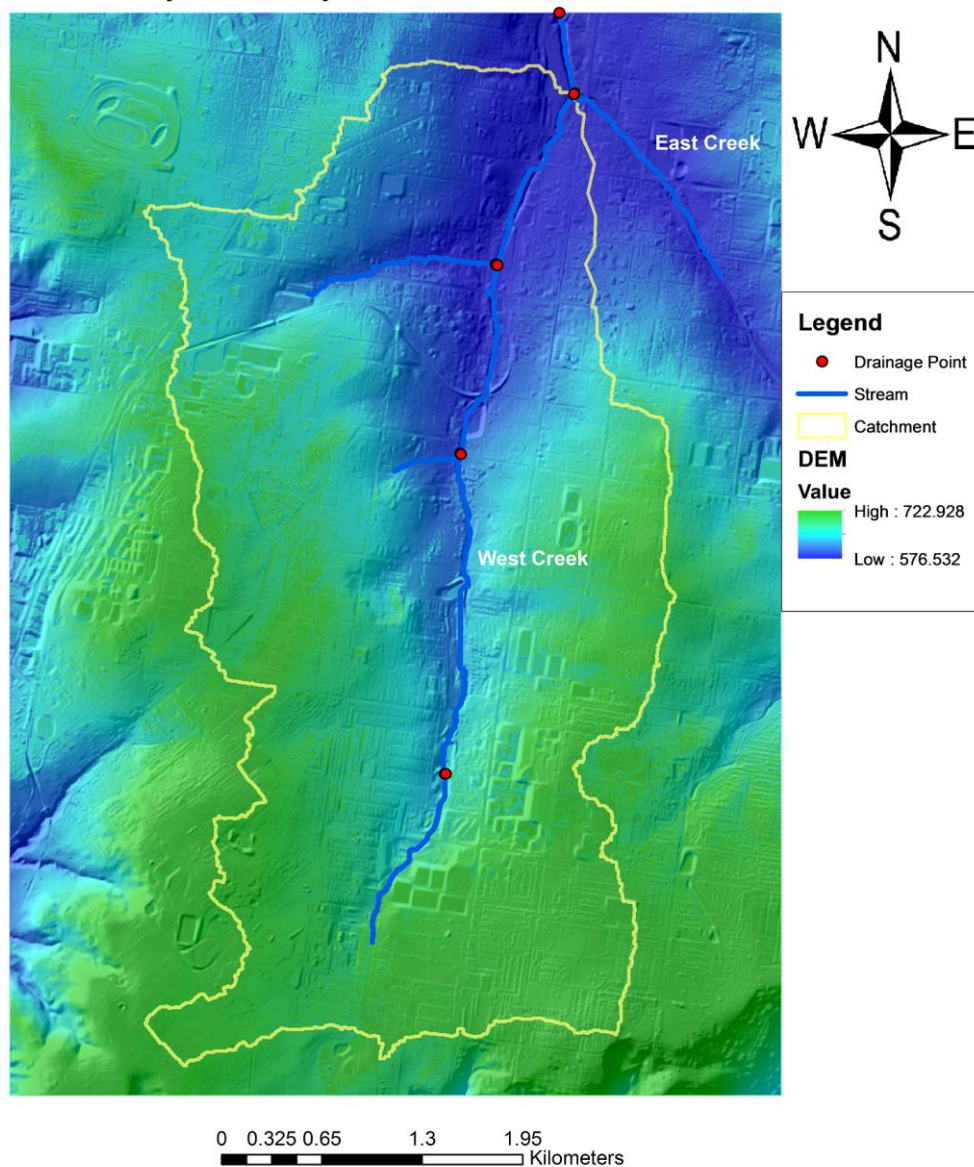 N
W E
S
East Creek
West Creek
Legend
Drainage Point
Stream
Catchment
DEM
Value
High : 722.928
Low : 576.532
0 0.325 0.65 1.3 1.95
Kilometers